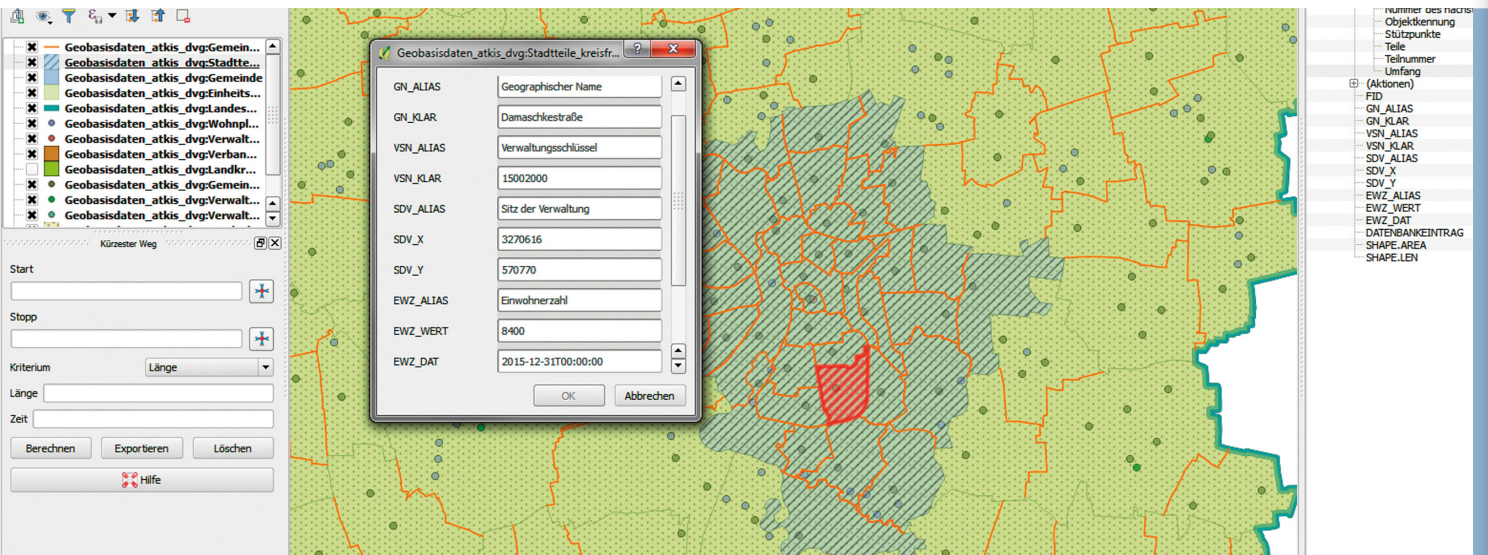 Geobasisdaten_atkis_dvg:Gemein...
Geobasisdaten_atkis_dvg:Stadtte...
Geobasisdaten_atkis_dvg:Gemeinde
Geobasisdaten_atkis_dvg:Einheits...
Geobasisdaten_atkis_dvg:Landes...
Geobasisdaten_atkis_dvg:Wohnpl...
Geobasisdaten_atkis_dvg:Verwalt...
Geobasisdaten_atkis_dvg:Verban...
Geobasisdaten_atkis_dvg:Landkr...
Geobasisdaten_atkis_dvg:Gemein...
Geobasisdaten_atkis_dvg:Verwalt...
Geobasisdaten_atkis_dvg:Verwalt...
Kürzester Weg
Start
Stopp
Kriterium Länge
Länge
Zeit
Berechnen Exportieren Löschen
Hilfe
Geobasisdaten_atkis_dvg:Stadtteile_kreisfr... ? X
GN_ALIAS Geographischer Name
GN_KLAR Damaschkestraße
VSN_ALIAS Verwaltungsschlüssel
VSN_KLAR 15002000
SDV_ALIAS Sitz der Verwaltung
SDV_X 3270616
SDV_Y 570770
EWZ_ALIAS Einwohnerzahl
EWZ_WERT 8400
EWZ_DAT 2015-12-31T00:00:00
OK Abbrechen
Nummer des nächs
Objektkennung
Stützpunkte
Teile
Teilnummer
Umfang
(Aktionen)
FID
GN_ALIAS
GN_KLAR
VSN_ALIAS
VSN_KLAR
SDV_ALIAS
SDV_X
SDV_Y
EWZ_ALIAS
EWZ_WERT
EWZ_DAT
DATENBANKEINTRAG
SHAPE.AREA
SHAPE.LEN